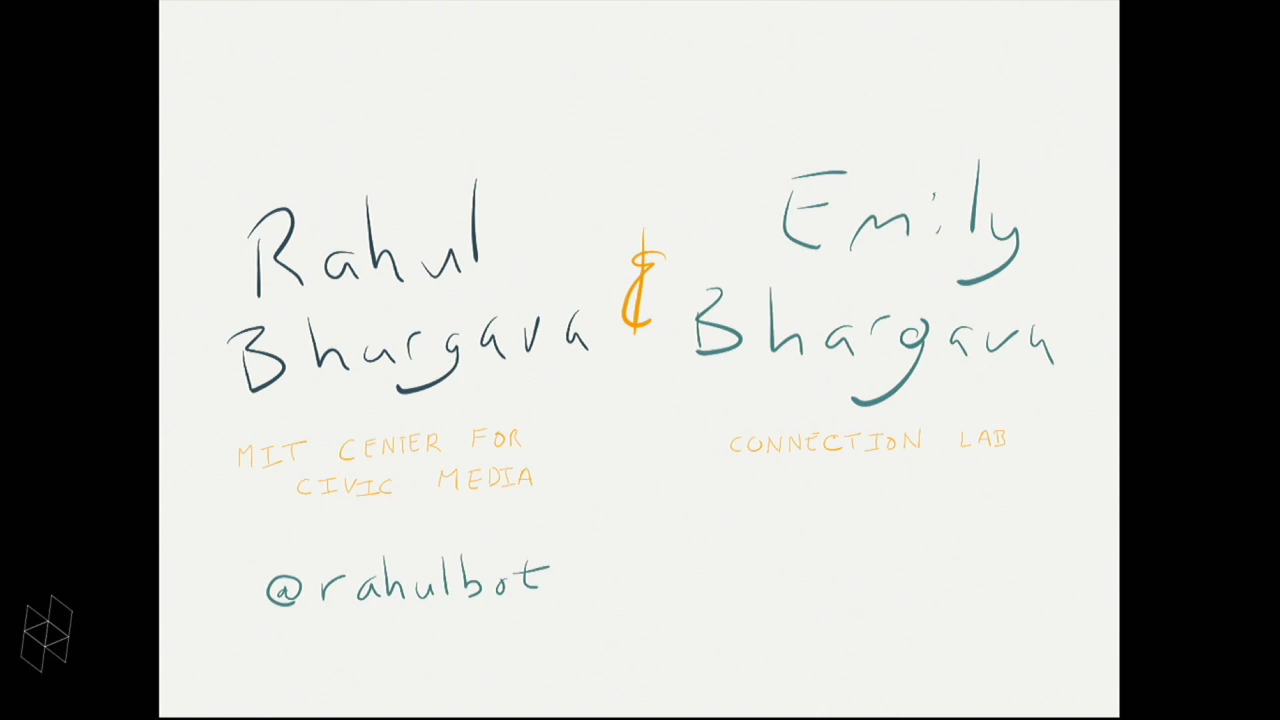 Rahul
Bhargava
&
Emily
Bhargava
MIT CENTER FOR
CIVIC MEDIA
CONNECTION LAB
@rahulbot